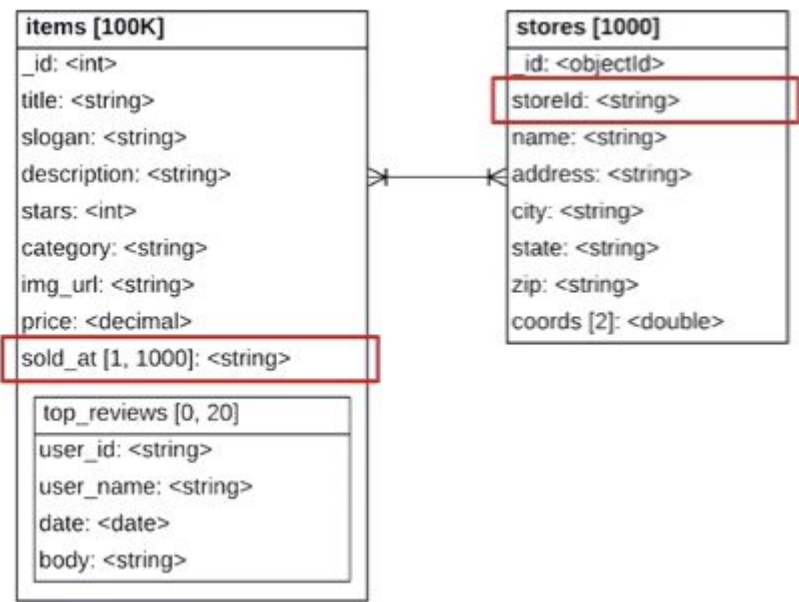 items [100K]
_id: <int>
title: <string>
slogan: <string>
description: <string>
stars: <int>
category: <string>
img_url: <string>
price: <decimal>
sold_at [1, 1000]: <string>
top_reviews [0, 20]
user_id: <string>
user_name: <string>
date: <date>
body: <string>
stores [1000]
_id: <objectId>
storeId: <string>
name: <string>
address: <string>
city: <string>
state: <string>
zip: <string>
coords [2]: <double>